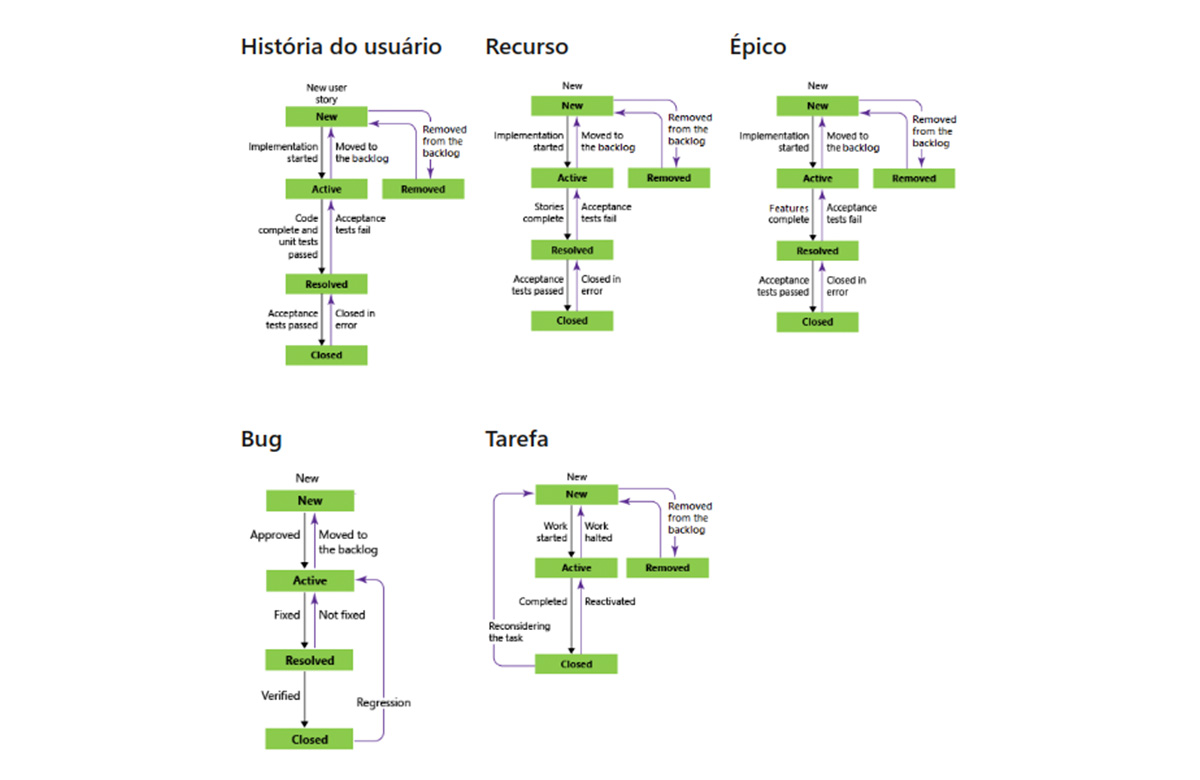 História do usuário
New user
story
New
Removed
from the
backlog
Implementation
started
Moved to
the backlog
Active
Removed
Code
complete and
unit tests
passed
Acceptance
tests fail
Resolved
Acceptance
tests passed
Closed in
error
Closed
Recurso
New
New
Removed
from the
backlog
Implementation
started
Moved to
the backlog
Active
Removed
Stories
complete
Acceptance
tests fail
Resolved
Acceptance
tests passed
Closed in
error
Closed
Épico
New
New
Removed
from the
backlog
Implementation
started
Moved to
the backlog
Active
Removed
Features
complete
Acceptance
tests fail
Resolved
Acceptance
tests passed
Closed in
error
Closed
Bug
New
New
Approved
Moved to
the backlog
Active
Fixed
Not fixed
Resolved
Verified
Regression
Closed
Tarefa
New
New
Removed
from the
backlog
Work
started
Work
halted
Active
Removed
Completed
Reactivated
Reconsidering
the task
Closed